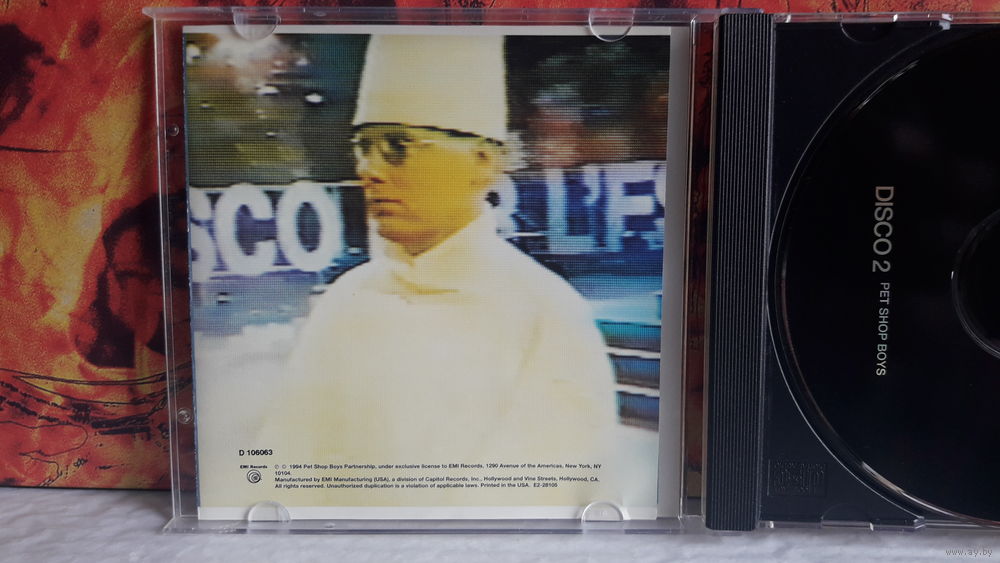 SCO
D 106063
EMI Records
℗ © 1994 Pet Shop Boys Partnership, under exclusive license to EMI Records, 1290 Avenue of the Americas, New York, NY
10104.
Manufactured by EMI Manufacturing (USA), a division of Capitol Records, Inc., Hollywood and Vine Streets, Hollywood, CA.
All rights reserved. Unauthorized duplication is a violation of applicable laws. Printed in the USA. E2-28105
DISCO 2 PET SHOP BOYS
www.ay.by